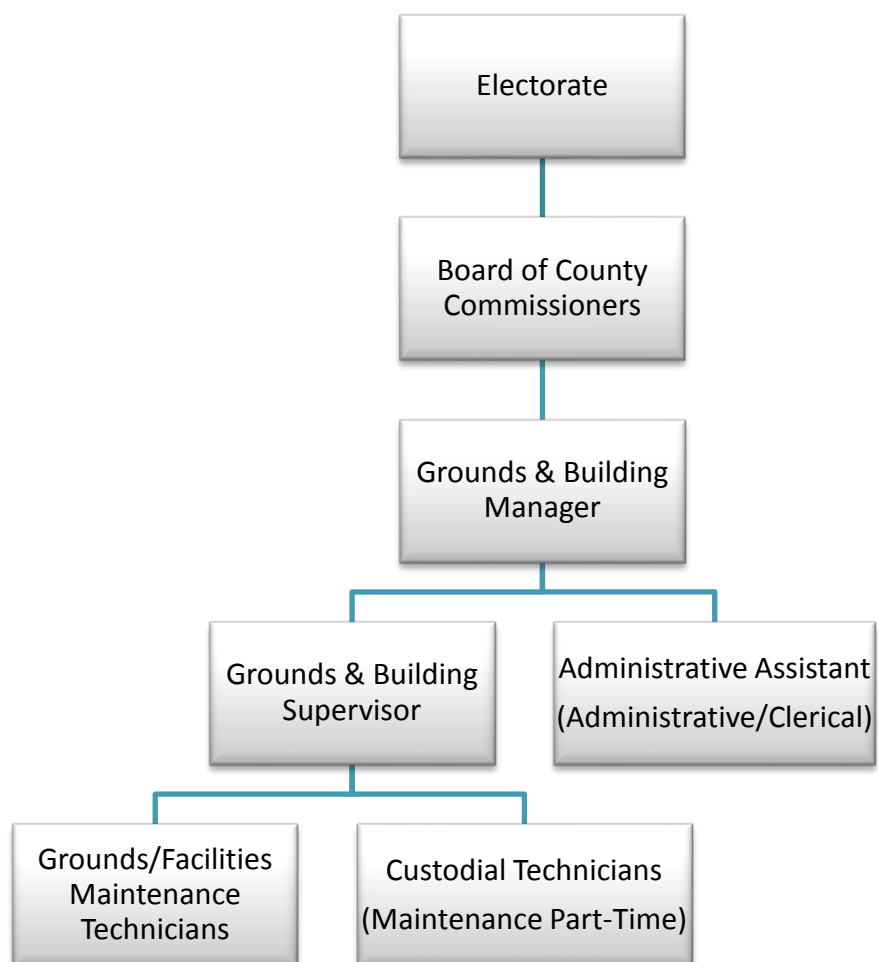 Electorate
Board of County
Commissioners
Grounds & Building
Manager
Grounds & Building
Supervisor
Administrative Assistant
(Administrative/Clerical)
Grounds/Facilities
Maintenance
Technicians
Custodial Technicians
(Maintenance Part-Time)